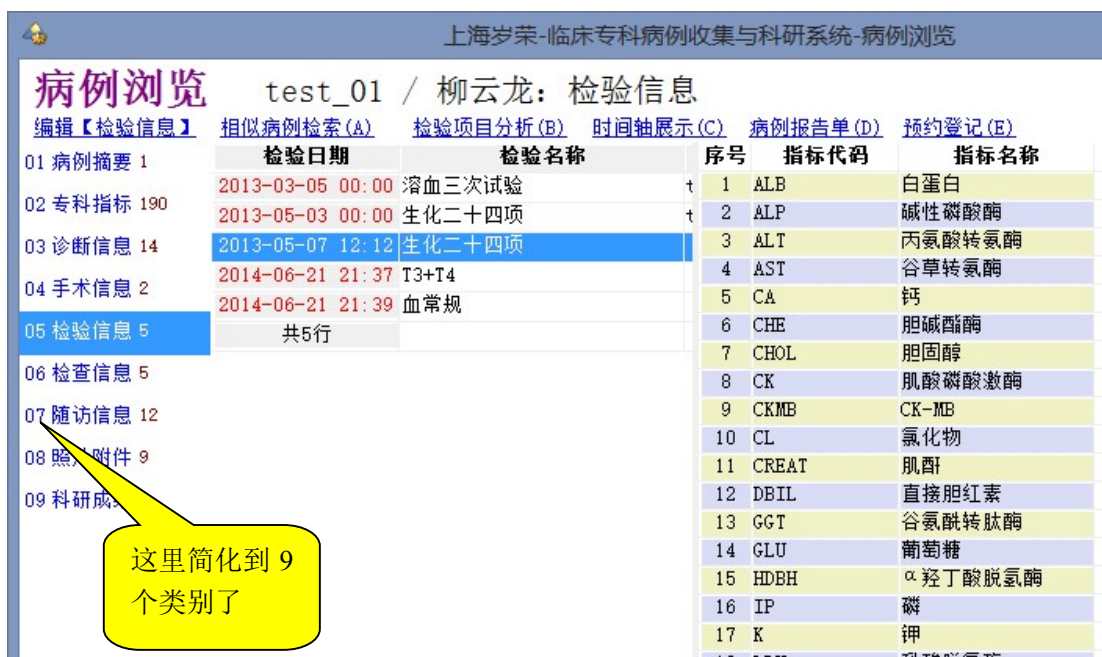 上海岁荣-临床专科病例收集与科研系统-病例浏览
病例浏览 test_01 / 柳云龙: 检验信息
编辑【检验信息】 相似病例检索(A) 检验项目分析(B) 时间轴展示(C) 病例报告单(D) 预约登记(E)
01 病例摘要 1
02 专科指标 190
03 诊断信息 14
04 手术信息 2
05 检验信息 5
06 检查信息 5
07 随访信息 12
08 照片附件 9
09 科研成
检验日期 检验名称
2013-03-05 00:00 溶血三次试验 t
2013-05-03 00:00 生化二十四项 t
2013-05-07 12:12 生化二十四项
2014-06-21 21:37 T3+T4
2014-06-21 21:39 血常规
共5行
序号 指标代码 指标名称
1 ALB 白蛋白
2 ALP 碱性磷酸酶
3 ALT 丙氨酸转氨酶
4 AST 谷草转氨酶
5 CA 钙
6 CHE 胆碱酯酶
7 CHOL 胆固醇
8 CK 肌酸磷酸激酶
9 CKMB CK-MB
10 CL 氯化物
11 CREAT 肌酐
12 DBIL 直接胆红素
13 GGT 谷氨酰转肽酶
14 GLU 葡萄糖
15 HDBH α羟丁酸脱氢酶
16 IP 磷
17 K 钾
这里简化到 9
个类别了